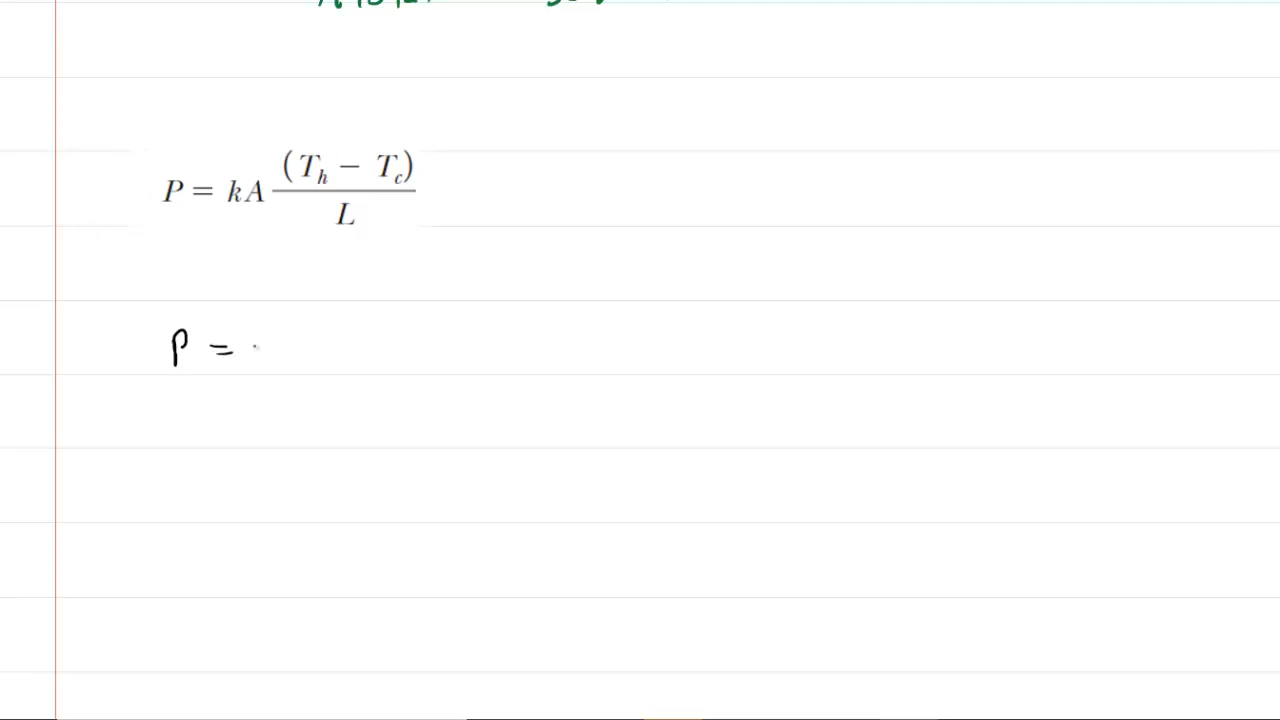 P = kA (T_h − T_c) / L
P =